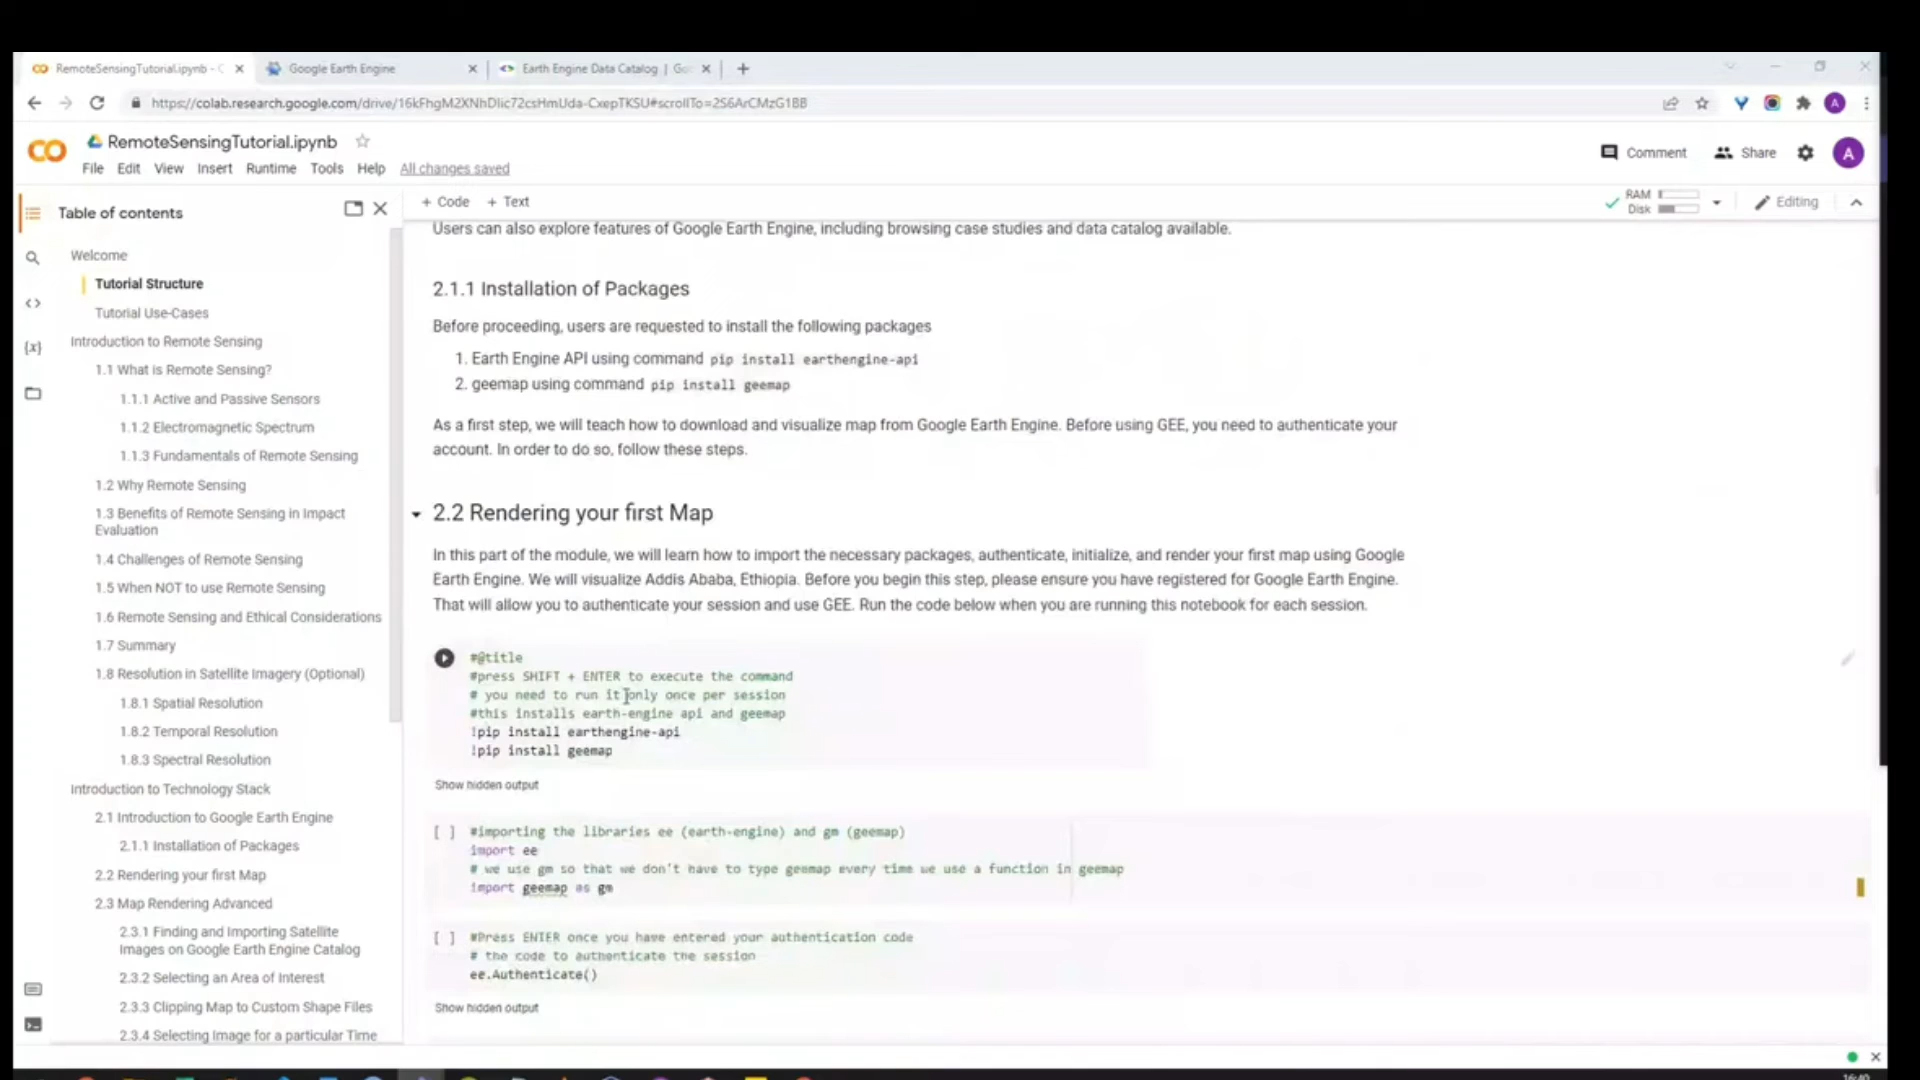 RemoteSensingTutorial.ipynb - C
Google Earth Engine
Earth Engine Data Catalog | Go
https://colab.research.google.com/drive/16kFhgM2XNhDlic72csHmUda-CxepTKSU#scrollTo=2S6ArCMzG1BB
RemoteSensingTutorial.ipynb
File Edit View Insert Runtime Tools Help All changes saved
Comment Share A
Table of contents
+ Code + Text
RAM
Disk
Editing
Welcome
Tutorial Structure
Tutorial Use-Cases
Introduction to Remote Sensing
1.1 What is Remote Sensing?
1.1.1 Active and Passive Sensors
1.1.2 Electromagnetic Spectrum
1.1.3 Fundamentals of Remote Sensing
1.2 Why Remote Sensing
1.3 Benefits of Remote Sensing in Impact
Evaluation
1.4 Challenges of Remote Sensing
1.5 When NOT to use Remote Sensing
1.6 Remote Sensing and Ethical Considerations
1.7 Summary
1.8 Resolution in Satellite Imagery (Optional)
1.8.1 Spatial Resolution
1.8.2 Temporal Resolution
1.8.3 Spectral Resolution
Introduction to Technology Stack
2.1 Introduction to Google Earth Engine
2.1.1 Installation of Packages
2.2 Rendering your first Map
2.3 Map Rendering Advanced
2.3.1 Finding and Importing Satellite
Images on Google Earth Engine Catalog
2.3.2 Selecting an Area of Interest
2.3.3 Clipping Map to Custom Shape Files
2.3.4 Selecting Image for a particular Time
Users can also explore features of Google Earth Engine, including browsing case studies and data catalog available.
2.1.1 Installation of Packages
Before proceeding, users are requested to install the following packages
1. Earth Engine API using command pip install earthengine-api
2. geemap using command pip install geemap
As a first step, we will teach how to download and visualize map from Google Earth Engine. Before using GEE, you need to authenticate your
account. In order to do so, follow these steps.
2.2 Rendering your first Map
In this part of the module, we will learn how to import the necessary packages, authenticate, initialize, and render your first map using Google
Earth Engine. We will visualize Addis Ababa, Ethiopia. Before you begin this step, please ensure you have registered for Google Earth Engine.
That will allow you to authenticate your session and use GEE. Run the code below when you are running this notebook for each session.
#@title
#press SHIFT + ENTER to execute the command
# you need to run it only once per session
#this installs earth-engine api and geemap
!pip install earthengine-api
!pip install geemap
Show hidden output
[ ] #importing the libraries ee (earth-engine) and gm (geemap)
import ee
# we use gm so that we don't have to type geemap every time we use a function in geemap
import geemap as gm
[ ] #Press ENTER once you have entered your authentication code
# the code to authenticate the session
ee.Authenticate()
Show hidden output